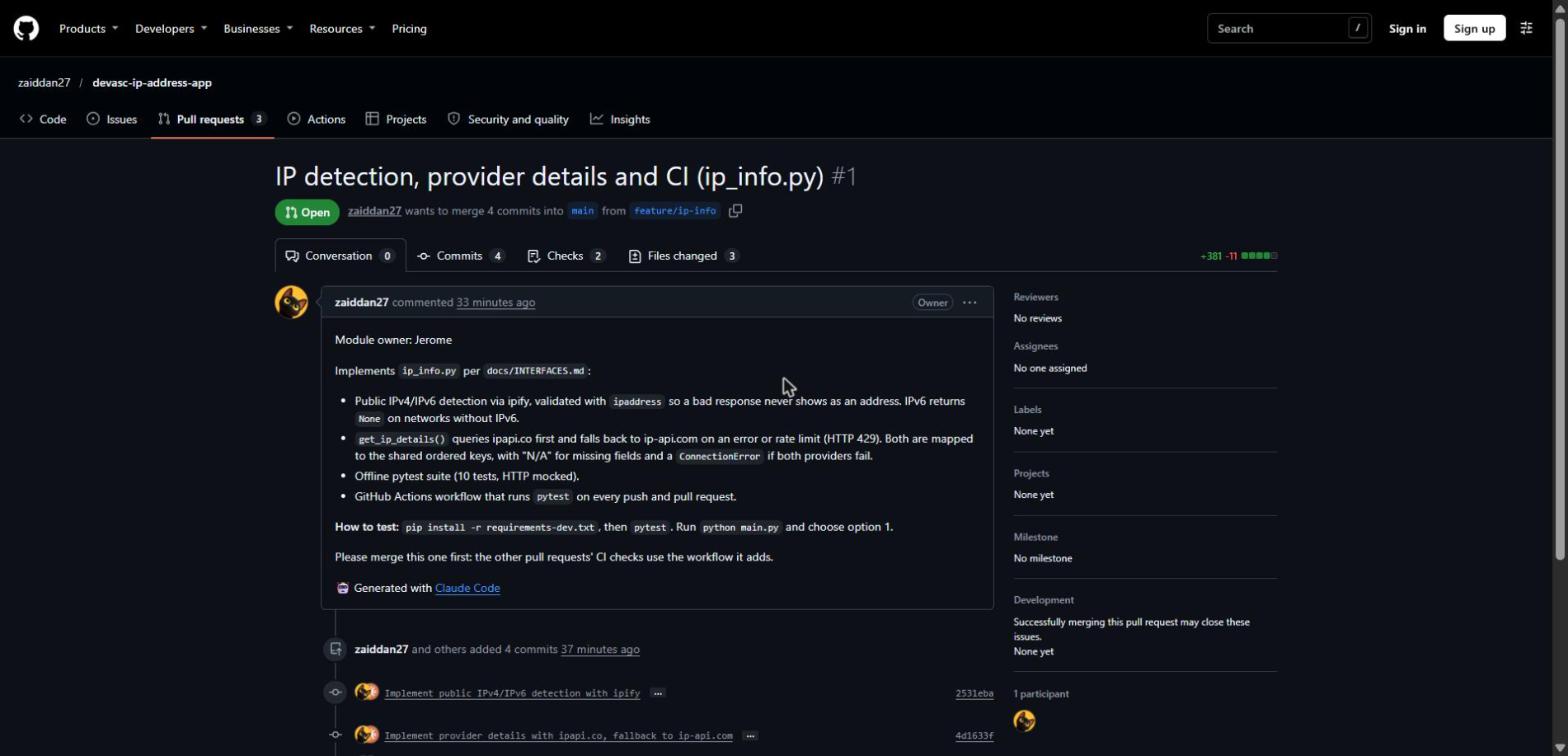 Products Developers Businesses Resources Pricing Search / Sign in Sign up
zaiddan27 / devasc-ip-address-app
Code Issues Pull requests 3 Actions Projects Security and quality Insights
IP detection, provider details and CI (ip_info.py) #1
Open zaiddan27 wants to merge 4 commits into main from feature/ip-info
Conversation 0 Commits 4 Checks 2 Files changed 3 +381 -11
zaiddan27 commented 33 minutes ago Owner ...
Module owner: Jerome
Implements ip_info.py per docs/INTERFACES.md :
• Public IPv4/IPv6 detection via ipify, validated with ipaddress so a bad response never shows as an address. IPv6 returns
None on networks without IPv6.
• get_ip_details() queries ipapi.co first and falls back to ip-api.com on an error or rate limit (HTTP 429). Both are mapped
to the shared ordered keys, with "N/A" for missing fields and a ConnectionError if both providers fail.
• Offline pytest suite (10 tests, HTTP mocked).
• GitHub Actions workflow that runs pytest on every push and pull request.
How to test: pip install -r requirements-dev.txt , then pytest . Run python main.py and choose option 1.
Please merge this one first: the other pull requests' CI checks use the workflow it adds.
Generated with Claude Code
zaiddan27 and others added 4 commits 37 minutes ago
Implement public IPv4/IPv6 detection with ipify ... 2531eba
Implement provider details with ipapi.co, fallback to ip-api.com ... 4d1633f
Reviewers
No reviews
Assignees
No one assigned
Labels
None yet
Projects
None yet
Milestone
No milestone
Development
Successfully merging this pull request may close these
issues.
None yet
1 participant